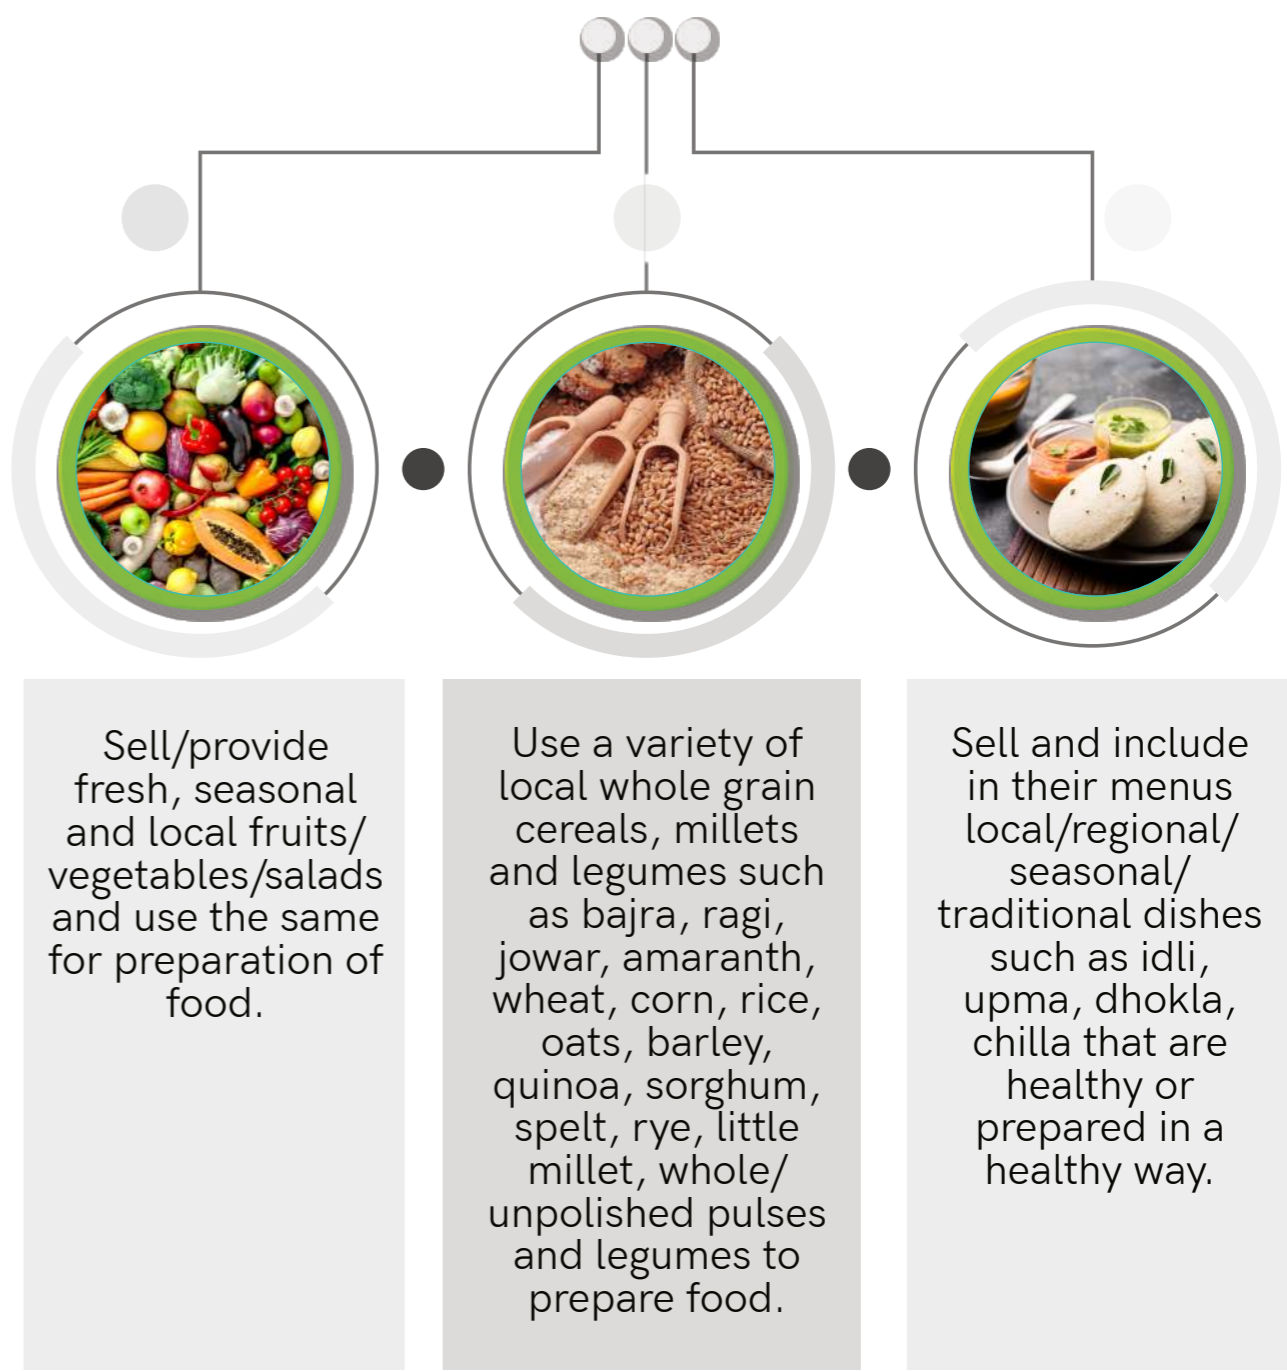 Sell/provide
fresh, seasonal
and local fruits/
vegetables/salads
and use the same
for preparation of
food.
Use a variety of
local whole grain
cereals, millets
and legumes such
as bajra, ragi,
jowar, amaranth,
wheat, corn, rice,
oats, barley,
quinoa, sorghum,
spelt, rye, little
millet, whole/
unpolished pulses
and legumes to
prepare food.
Sell and include
in their menus
local/regional/
seasonal/
traditional dishes
such as idli,
upma, dhokla,
chilla that are
healthy or
prepared in a
healthy way.